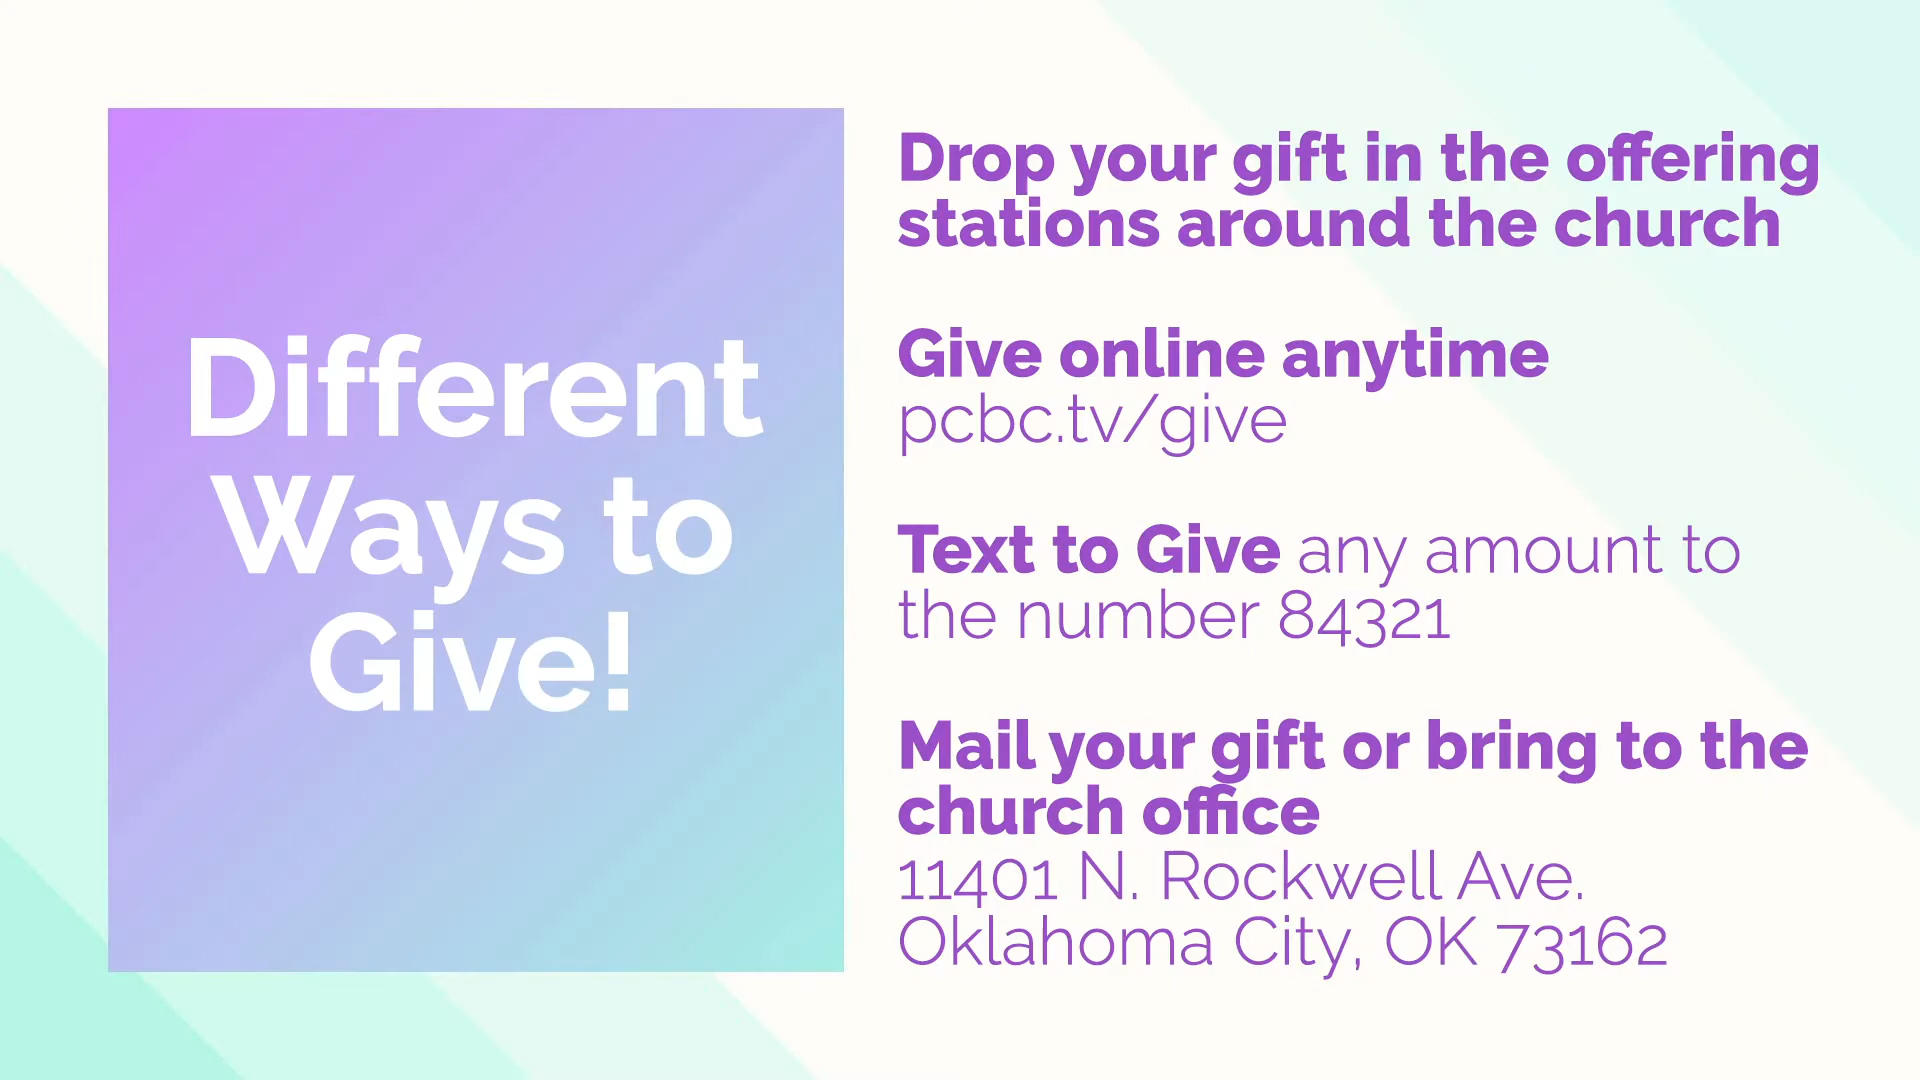 Different
Ways to
Give!
Drop your gift in the offering
stations around the church
Give online anytime
pcbc.tv/give
Text to Give any amount to
the number 84321
Mail your gift or bring to the
church office
11401 N. Rockwell Ave.
Oklahoma City, OK 73162